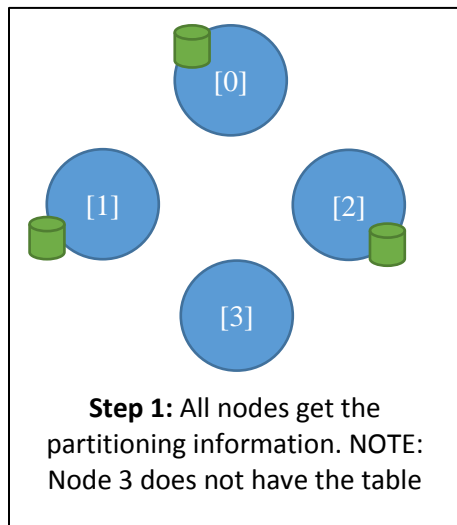 [0]
[1]
[2]
[3]
Step 1: All nodes get the
partitioning information. NOTE:
Node 3 does not have the table